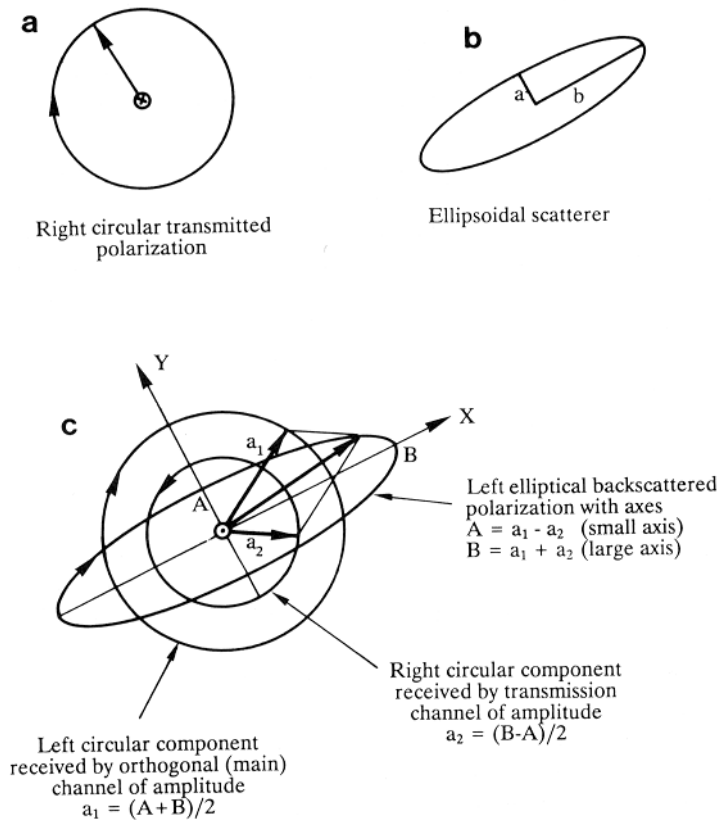 a
Right circular transmitted
polarization
b
a
b
Ellipsoidal scatterer
c
Y
X
a₁
A
B
a₂
Left elliptical backscattered
polarization with axes
A = a₁ - a₂ (small axis)
B = a₁ + a₂ (large axis)
Right circular component
received by transmission
channel of amplitude
a₂ = (B-A)/2
Left circular component
received by orthogonal (main)
channel of amplitude
a₁ = (A+B)/2